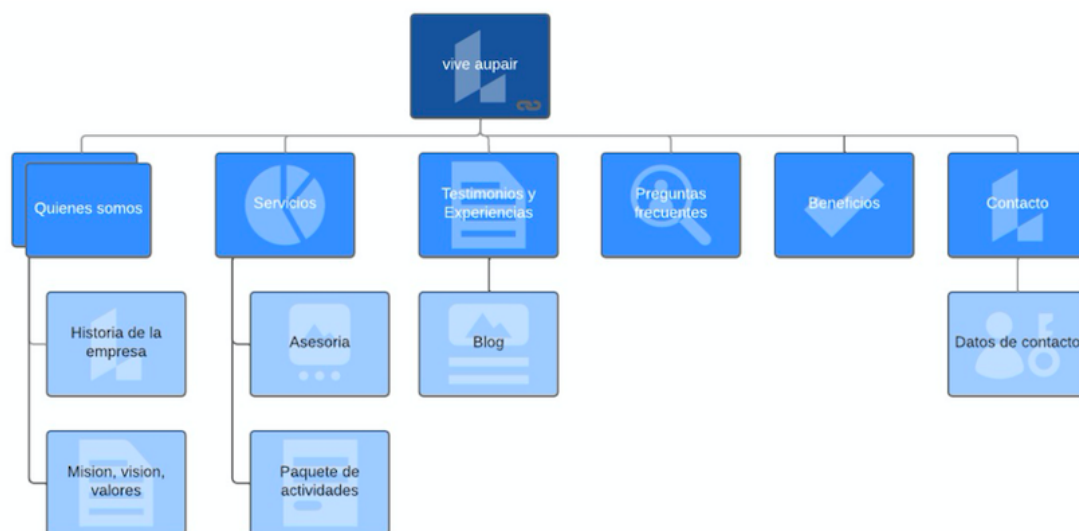 vive aupair
Quienes somos
Servicios
Testimonios y
Experiencias
Preguntas
frecuentes
Beneficios
Contacto
Historia de la
empresa
Asesoria
Blog
Datos de contacto
Mision, vision,
valores
Paquete de
actividades